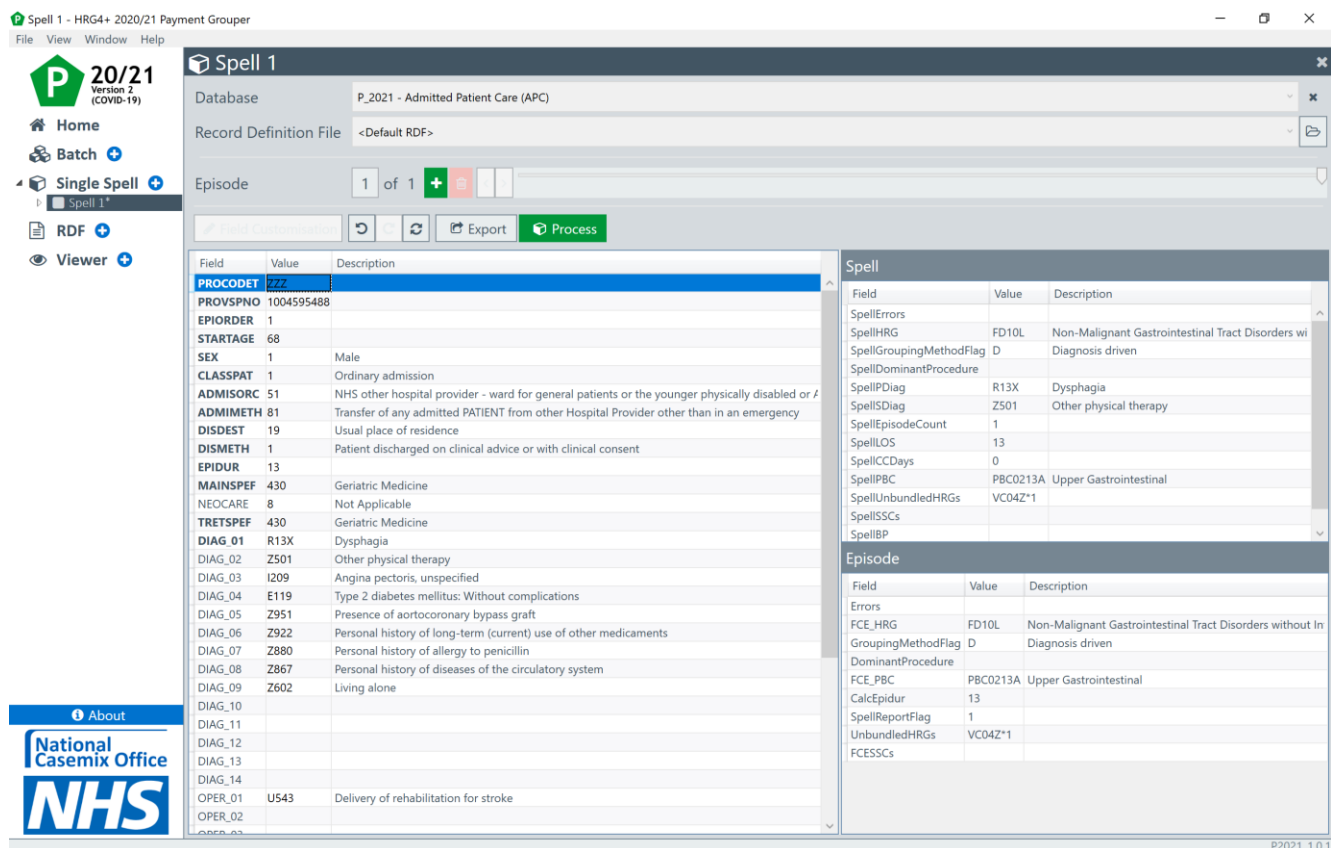 Spell 1 - HRG4+ 2020/21 Payment Grouper
File View Window Help
P 20/21
Version 2
(COVID-19)
Home
Batch
Single Spell
Spell 1*
RDF
Viewer
About
National
Casemix Office
NHS
Spell 1
Database P_2021 - Admitted Patient Care (APC)
Record Definition File <Default RDF>
Episode 1 of 1
Field Customisation Export Process
Field Value Description
PROCODET ZZZ
PROVSPNO 1004595488
EPIORDER 1
STARTAGE 68
SEX 1 Male
CLASSPAT 1 Ordinary admission
ADMISORC 51 NHS other hospital provider - ward for general patients or the younger physically disabled or A
ADMIMETH 81 Transfer of any admitted PATIENT from other Hospital Provider other than in an emergency
DISDEST 19 Usual place of residence
DISMETH 1 Patient discharged on clinical advice or with clinical consent
EPIDUR 13
MAINSPEF 430 Geriatric Medicine
NEOCARE 8 Not Applicable
TRETSPEF 430 Geriatric Medicine
DIAG_01 R13X Dysphagia
DIAG_02 Z501 Other physical therapy
DIAG_03 I209 Angina pectoris, unspecified
DIAG_04 E119 Type 2 diabetes mellitus: Without complications
DIAG_05 Z951 Presence of aortocoronary bypass graft
DIAG_06 Z922 Personal history of long-term (current) use of other medicaments
DIAG_07 Z880 Personal history of allergy to penicillin
DIAG_08 Z867 Personal history of diseases of the circulatory system
DIAG_09 Z602 Living alone
DIAG_10
DIAG_11
DIAG_12
DIAG_13
DIAG_14
OPER_01 U543 Delivery of rehabilitation for stroke
OPER_02
OPER_03
Spell
Field Value Description
SpellErrors
SpellHRG FD10L Non-Malignant Gastrointestinal Tract Disorders wi
SpellGroupingMethodFlag D Diagnosis driven
SpellDominantProcedure
SpellPDiag R13X Dysphagia
SpellSDiag Z501 Other physical therapy
SpellEpisodeCount 1
SpellLOS 13
SpellCCDays 0
SpellPBC PBC0213A Upper Gastrointestinal
SpellUnbundledHRGs VC04Z*1
SpellSSCs
SpellBP
Episode
Field Value Description
Errors
FCE_HRG FD10L Non-Malignant Gastrointestinal Tract Disorders without In
GroupingMethodFlag D Diagnosis driven
DominantProcedure
FCE_PBC PBC0213A Upper Gastrointestinal
CalcEpidur 13
SpellReportFlag 1
UnbundledHRGs VC04Z*1
FCESSCs
P2021_1.0.1